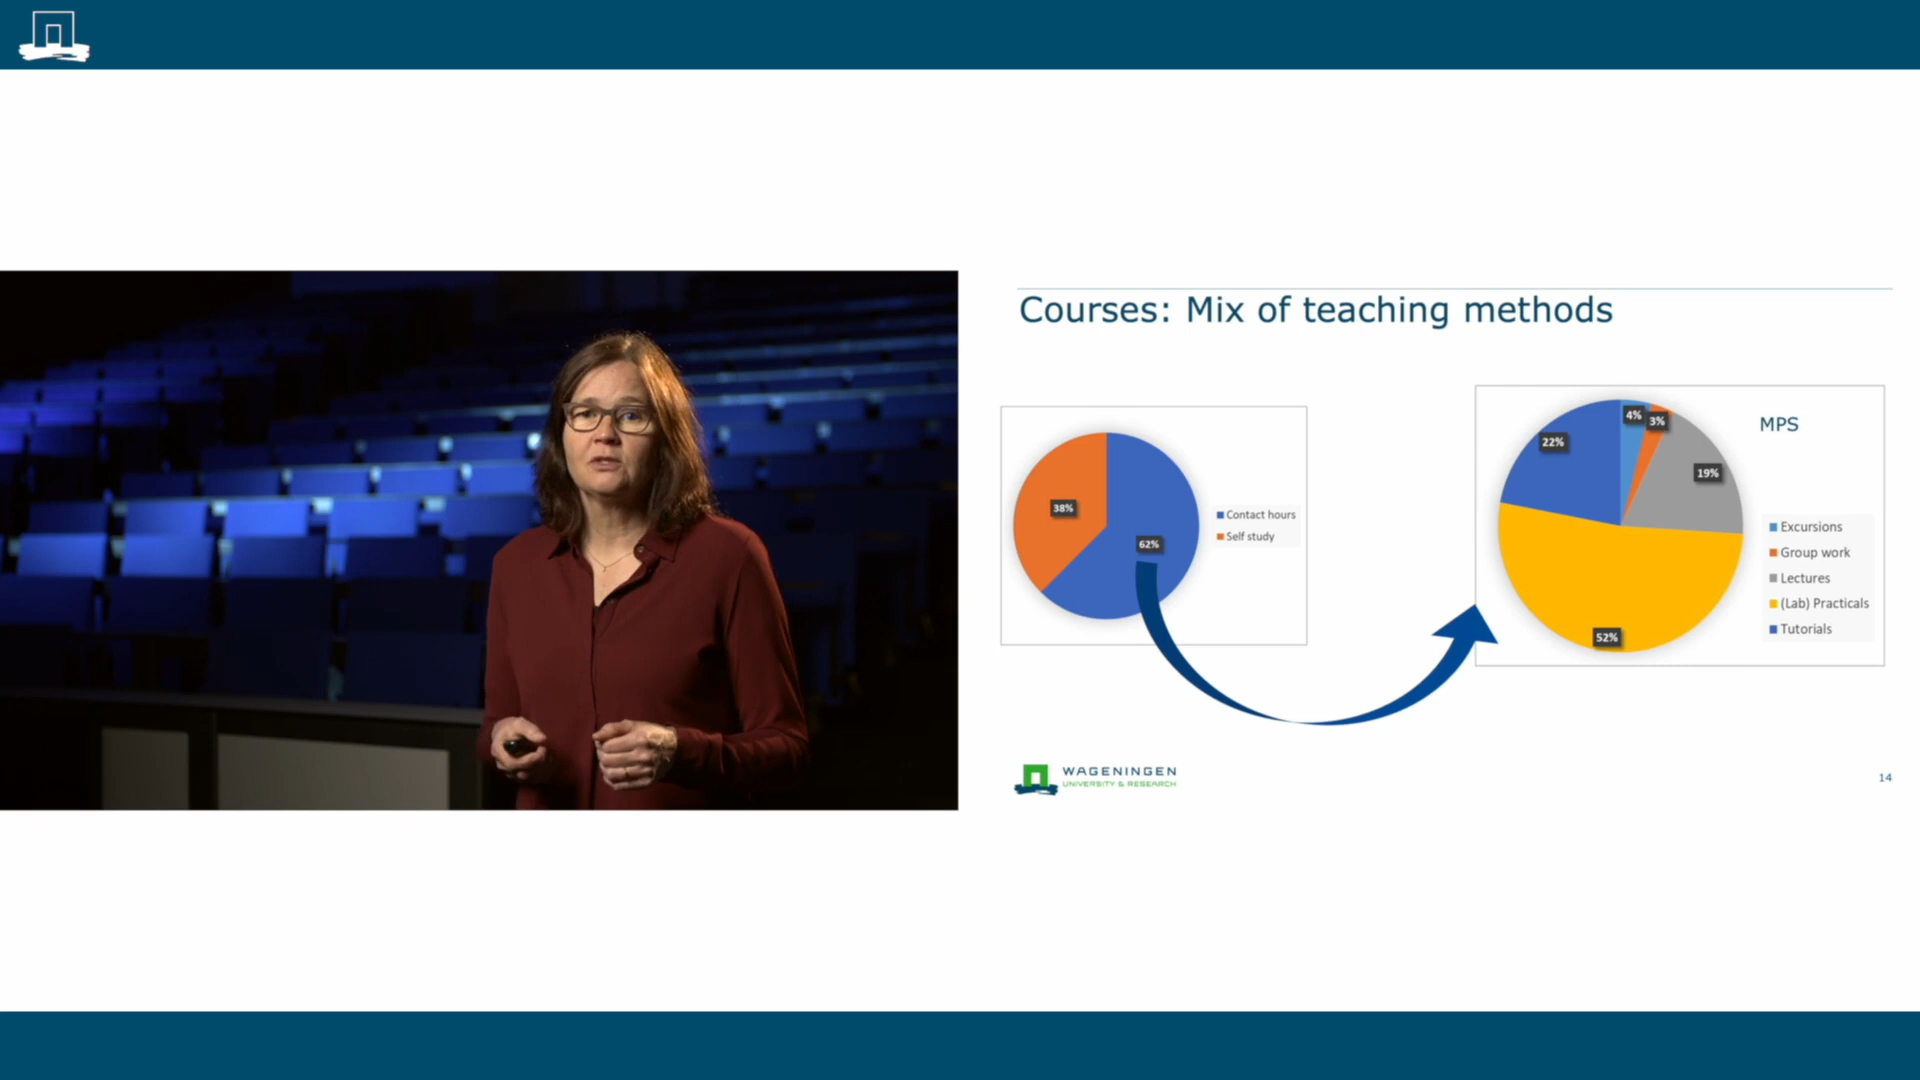 Courses: Mix of teaching methods
38%
62%
Contact hours
Self study
MPS
4%
3%
22%
19%
52%
Excursions
Group work
Lectures
(Lab) Practicals
Tutorials
WAGENINGEN
UNIVERSITY & RESEARCH
14